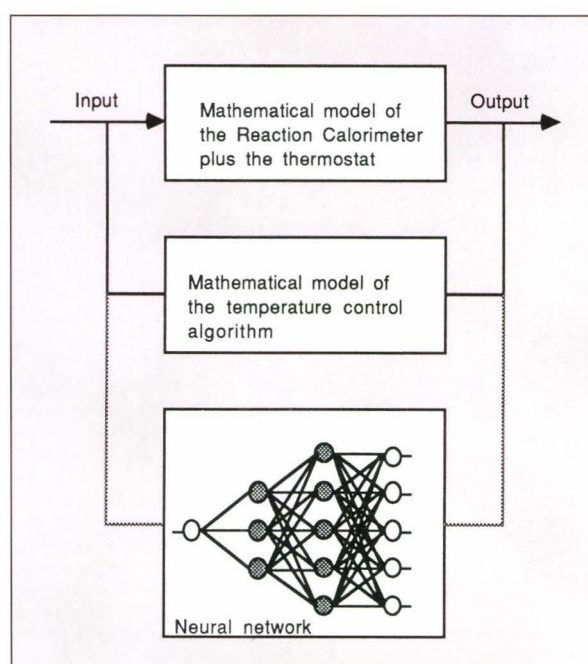 Input
Output
Mathematical model of
the Reaction Calorimeter
plus the thermostat
Mathematical model of
the temperature control
algorithm
Neural network